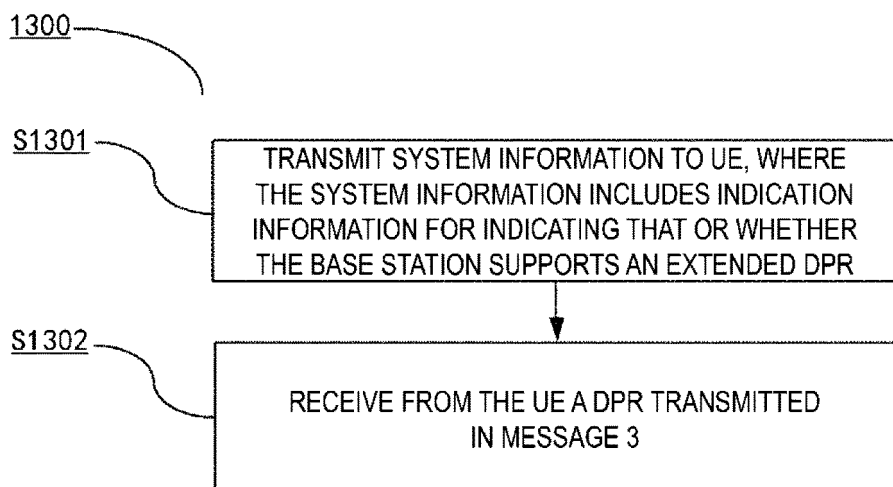 1300
S1301
TRANSMIT SYSTEM INFORMATION TO UE, WHERE
THE SYSTEM INFORMATION INCLUDES INDICATION
INFORMATION FOR INDICATING THAT OR WHETHER
THE BASE STATION SUPPORTS AN EXTENDED DPR
S1302
RECEIVE FROM THE UE A DPR TRANSMITTED
IN MESSAGE 3